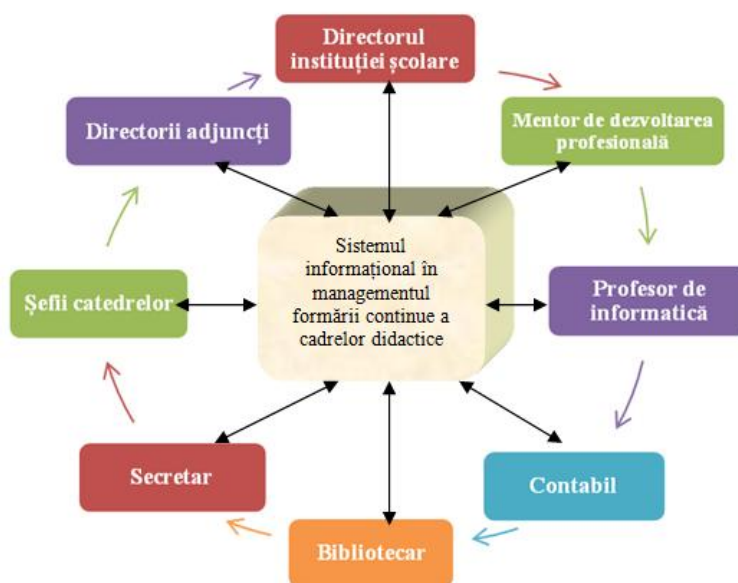 Directorul
instituției școlare
Mentor de dezvoltarea
profesională
Profesor de
informatică
Contabil
Bibliotecar
Secretar
Șefii catedrelor
Directorii adjuncți
Sistemul
informațional în
managementul
formării continue a
cadrelor didactice